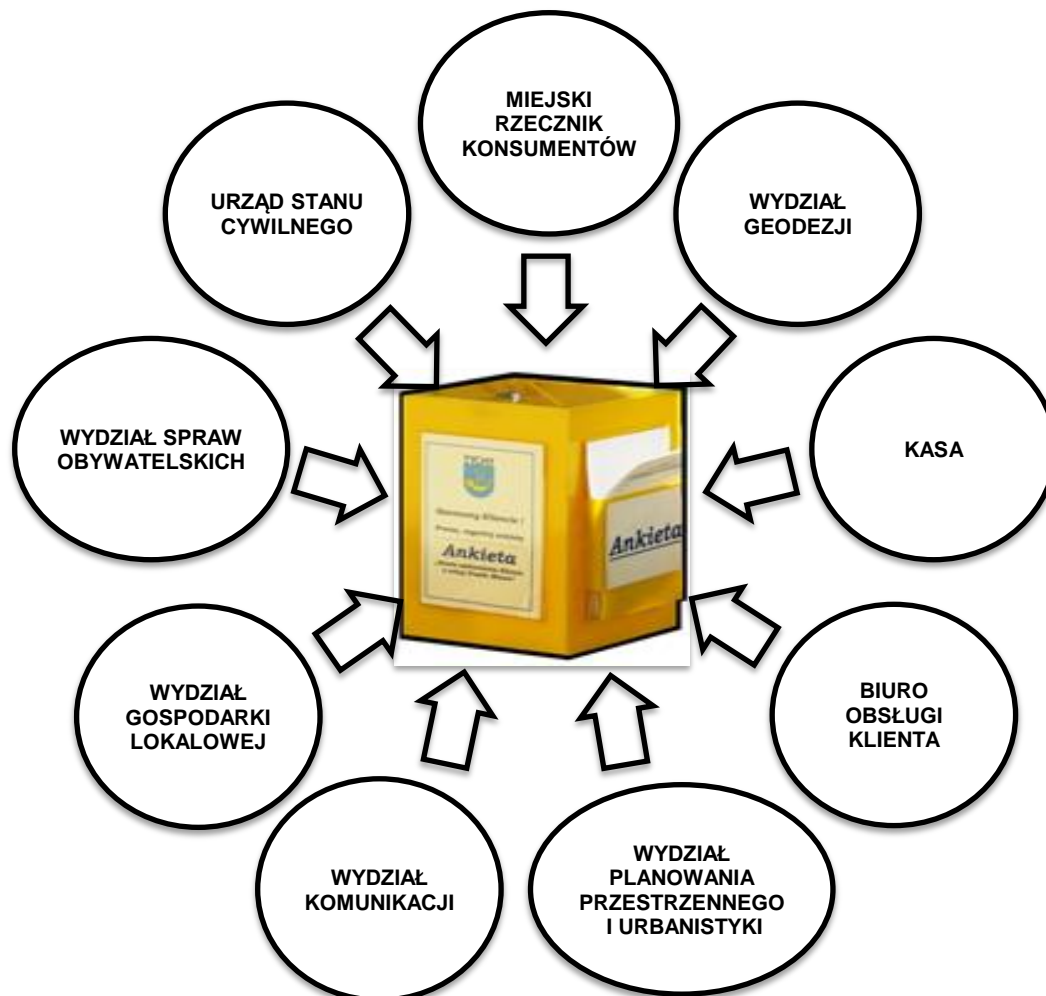 MIEJSKI
RZECZNIK
KONSUMENTÓW
URZĄD STANU
CYWILNEGO
WYDZIAŁ
GEODEZJI
WYDZIAŁ SPRAW
OBYWATELSKICH
KASA
Ankieta
Ankieta
WYDZIAŁ
GOSPODARKI
LOKALOWEJ
BIURO
OBSŁUGI
KLIENTA
WYDZIAŁ
KOMUNIKACJI
WYDZIAŁ
PLANOWANIA
PRZESTRZENNEGO
I URBANISTYKI